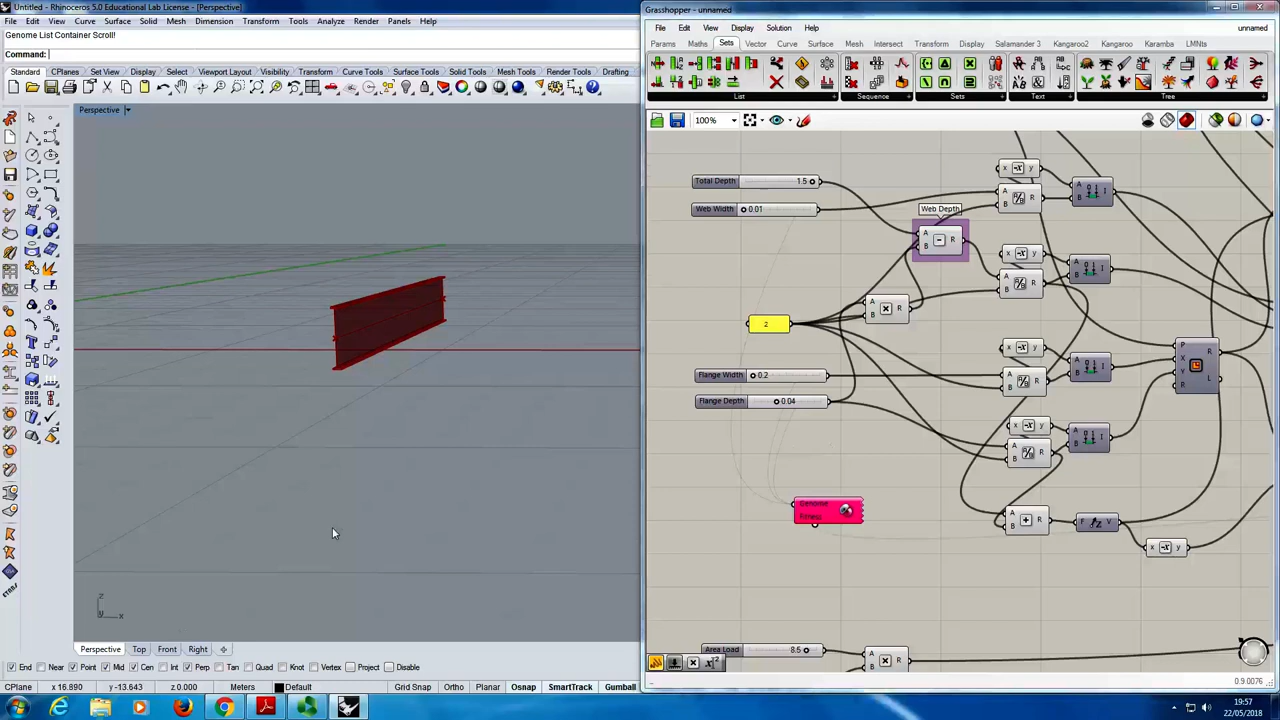 Untitled - Rhinoceros 5.0 Educational Lab License - [Perspective]
File Edit View Curve Surface Solid Mesh Dimension Transform Tools Analyze Render Panels Help
Genome List Container Scroll!
Command:
Standard CPlanes Set View Display Select Viewport Layout Visibility Transform Curve Tools Surface Tools Solid Tools Mesh Tools Render Tools Drafting
Perspective
z
y x
Perspective Top Front Right
End Near Point Mid Cen Int Perp Tan Quad Knot Vertex Project Disable
CPlane x 16.890 y -13.643 z 0.000 Meters Default Grid Snap Ortho Planar Osnap SmartTrack Gumball
Grasshopper - unnamed
File Edit View Display Solution Help unnamed
Params Maths Sets Vector Curve Surface Mesh Intersect Transform Display Salamander 3 Kangaroo2 Kangaroo Karamba LMNts
List Sequence Sets Text Tree
100%
Total Depth 1.5
Web Width 0.01
Web Depth
A B R
x -x y
A B
A B I
2
A B × R
Flange Width 0.2
Flange Depth 0.04
P X Y R R L
Genome
Fitness
A B + R
F V
x -x y
Area Load 8.5
A B R
0.9.0076
19:57
22/05/2018